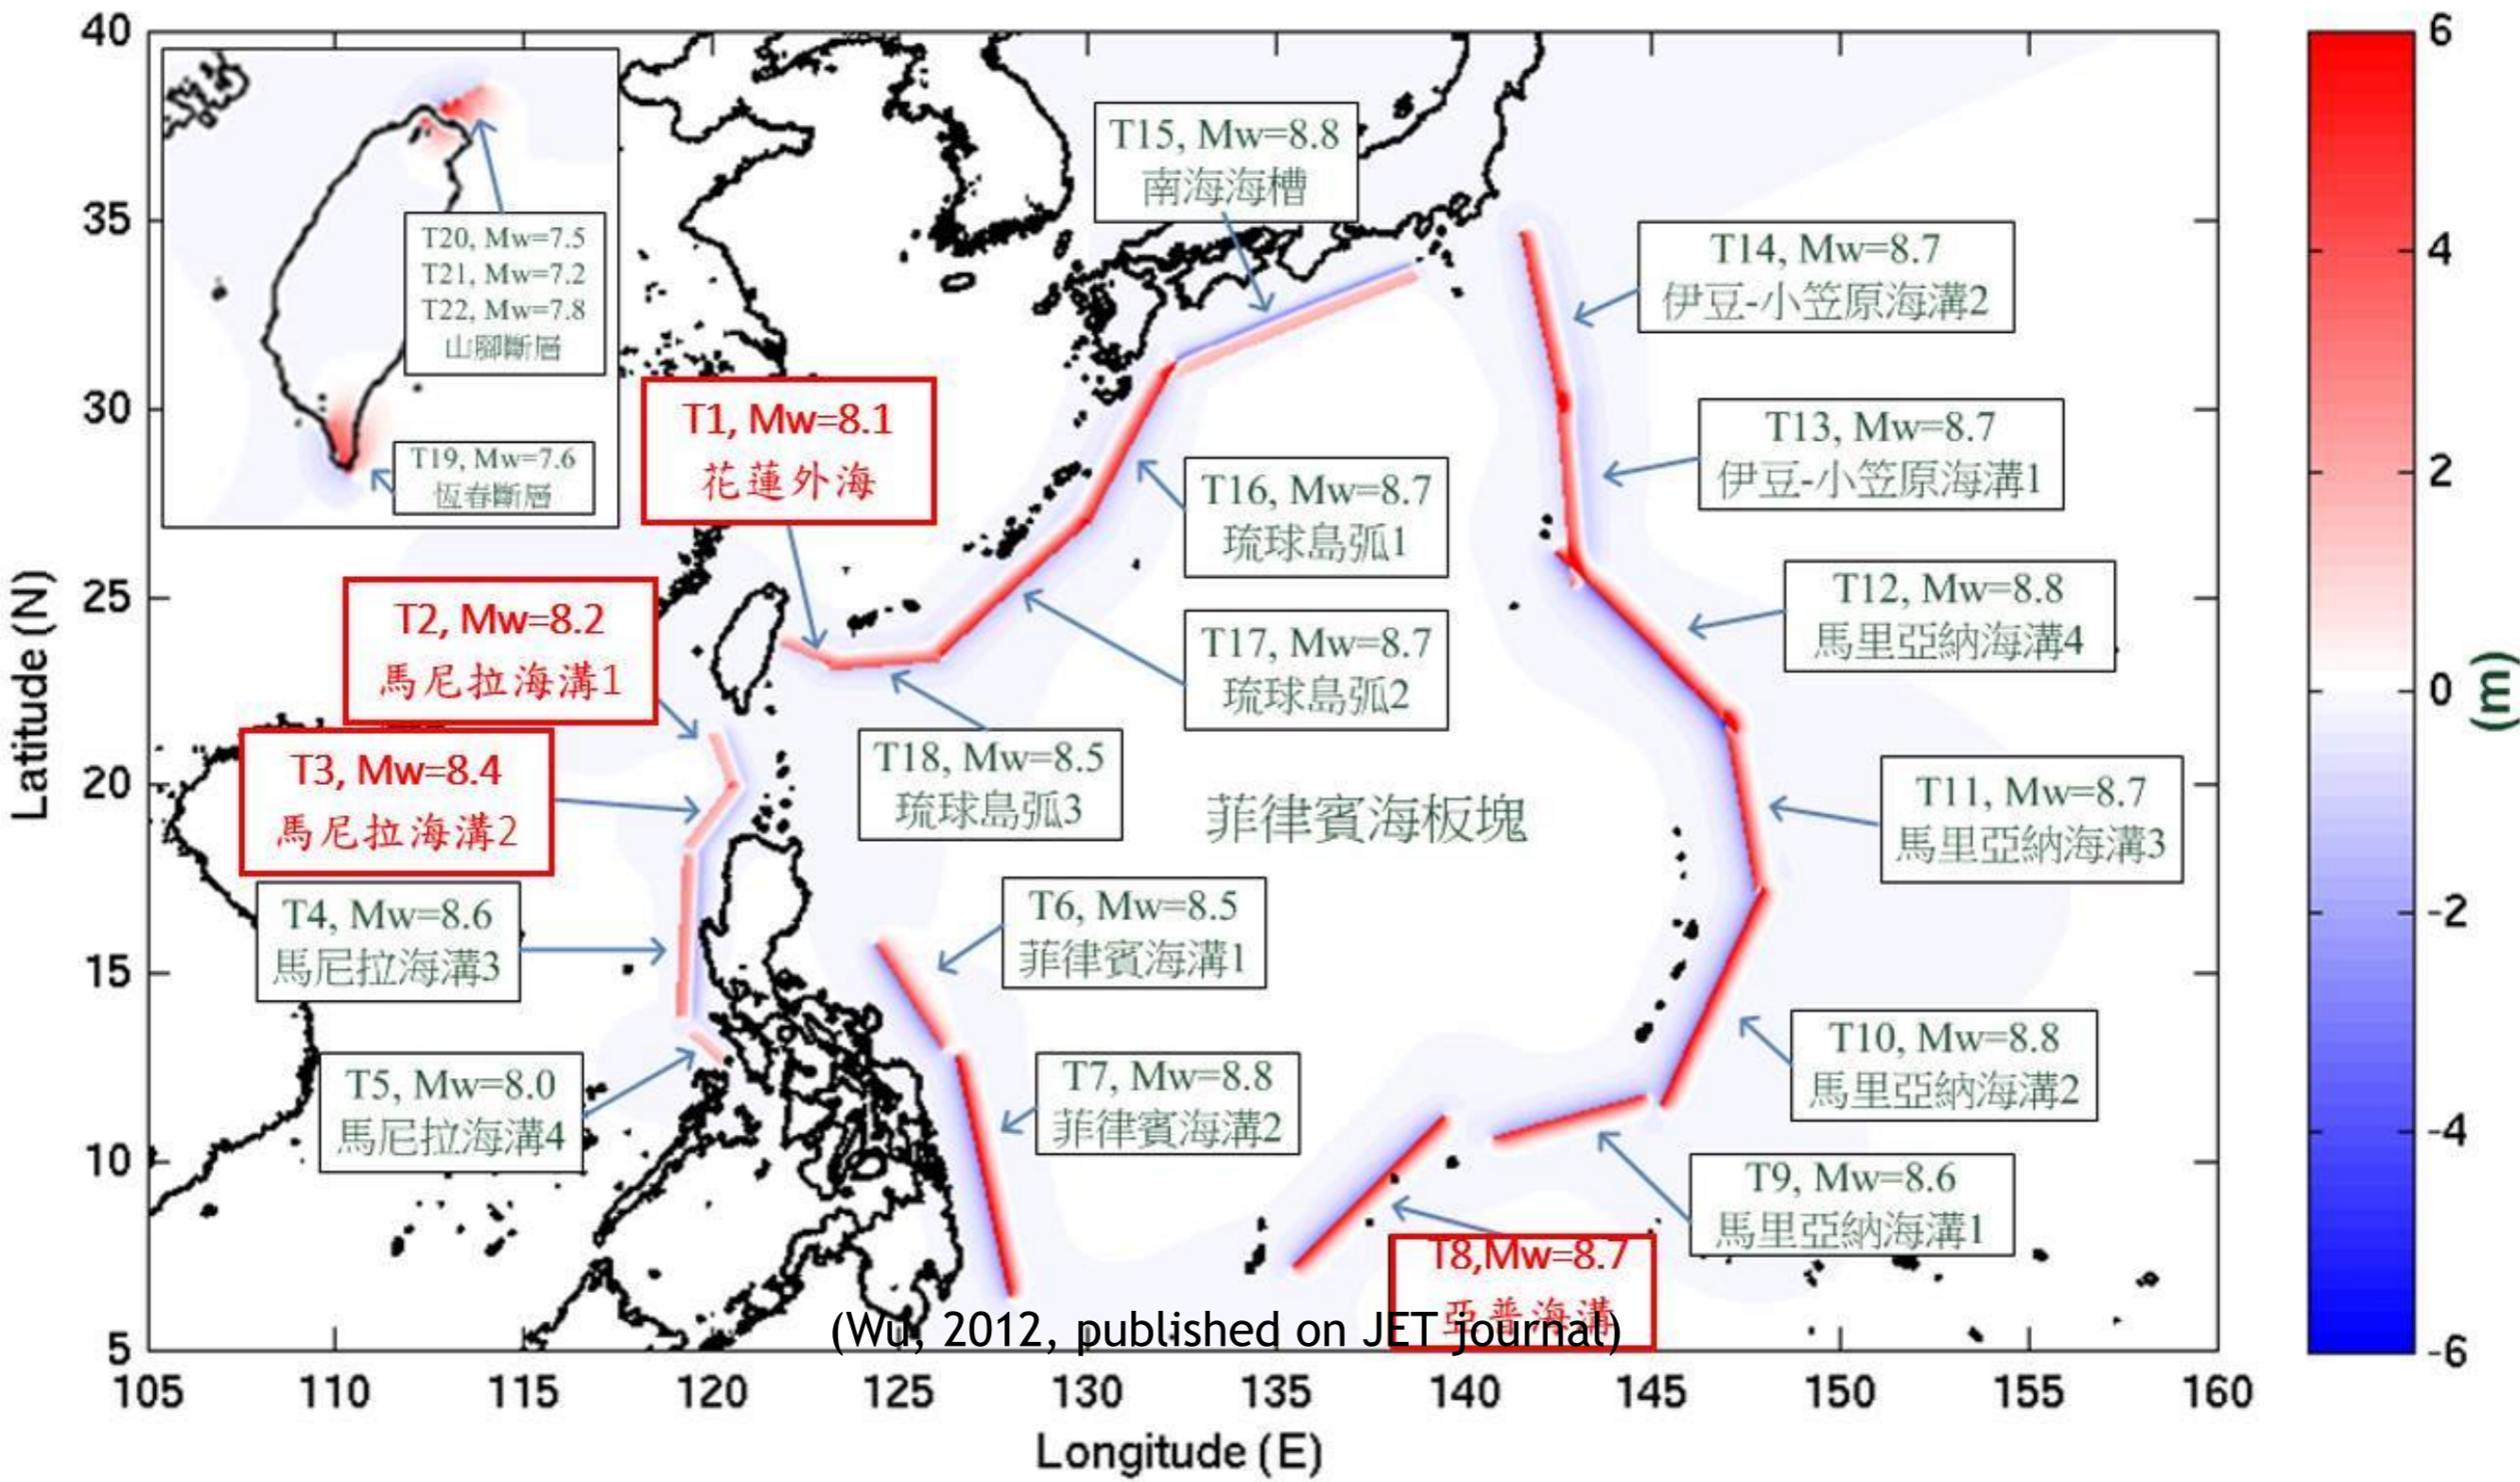 40
35
30
25
20
15
10
5
Latitude (N)
105
110
115
120
125
130
135
140
145
150
155
160
Longitude (E)
6
4
2
0
-2
-4
-6
(m)
T20, Mw=7.5
T21, Mw=7.2
T22, Mw=7.8
山腳斷層
T19, Mw=7.6
恆春斷層
T15, Mw=8.8
南海海槽
T14, Mw=8.7
伊豆-小笠原海溝2
T1, Mw=8.1
花蓮外海
T13, Mw=8.7
伊豆-小笠原海溝1
T16, Mw=8.7
琉球島弧1
T2, Mw=8.2
馬尼拉海溝1
T12, Mw=8.8
馬里亞納海溝4
T17, Mw=8.7
琉球島弧2
T3, Mw=8.4
馬尼拉海溝2
T18, Mw=8.5
琉球島弧3
菲律賓海板塊
T11, Mw=8.7
馬里亞納海溝3
T4, Mw=8.6
馬尼拉海溝3
T6, Mw=8.5
菲律賓海溝1
T10, Mw=8.8
馬里亞納海溝2
T5, Mw=8.0
馬尼拉海溝4
T7, Mw=8.8
菲律賓海溝2
T9, Mw=8.6
馬里亞納海溝1
T8,Mw=8.7
亞普海溝
(Wu, 2012, published on JET journal)